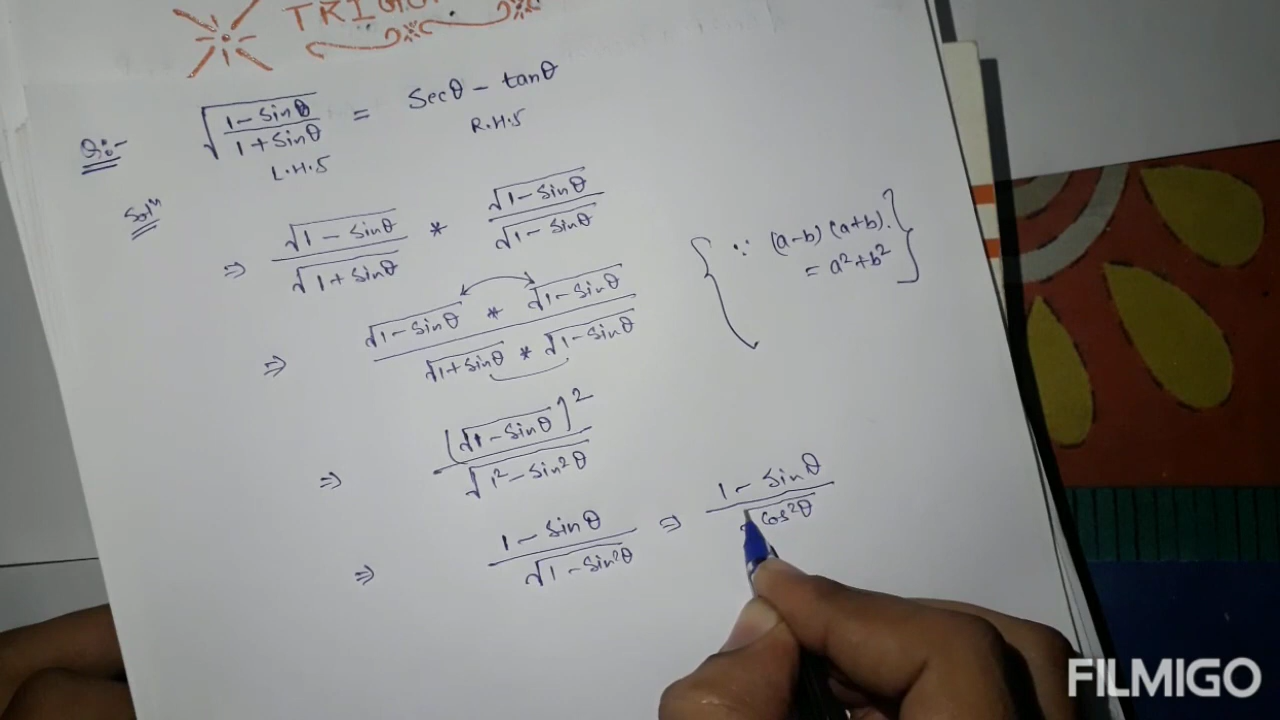 TRIGO
Q:- √(1-sinθ / 1+sinθ) = secθ - tanθ
L.H.S R.H.S
Solⁿ
⇒ √1-sinθ / √1+sinθ * √1-sinθ / √1-sinθ
{ ∵ (a-b) (a+b). }
= a²+b²
⇒ √1-sinθ * √1-sinθ / √1+sinθ * √1-sinθ
⇒ (√1-sinθ)² / √1²-sin²θ
⇒ 1-sinθ / √1-sin²θ ⇒ 1-sinθ / √cos²θ
FILMIGO